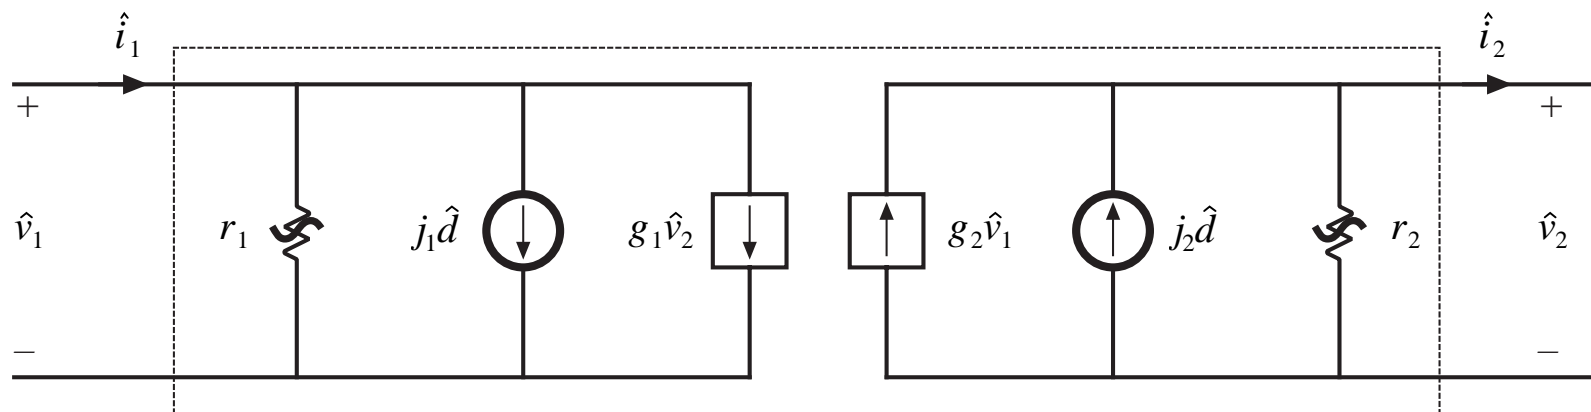 î₁ î₂
+ +
v̂₁ r₁ j₁d̂ g₁v̂₂ g₂v̂₁ j₂d̂ r₂ v̂₂
− −